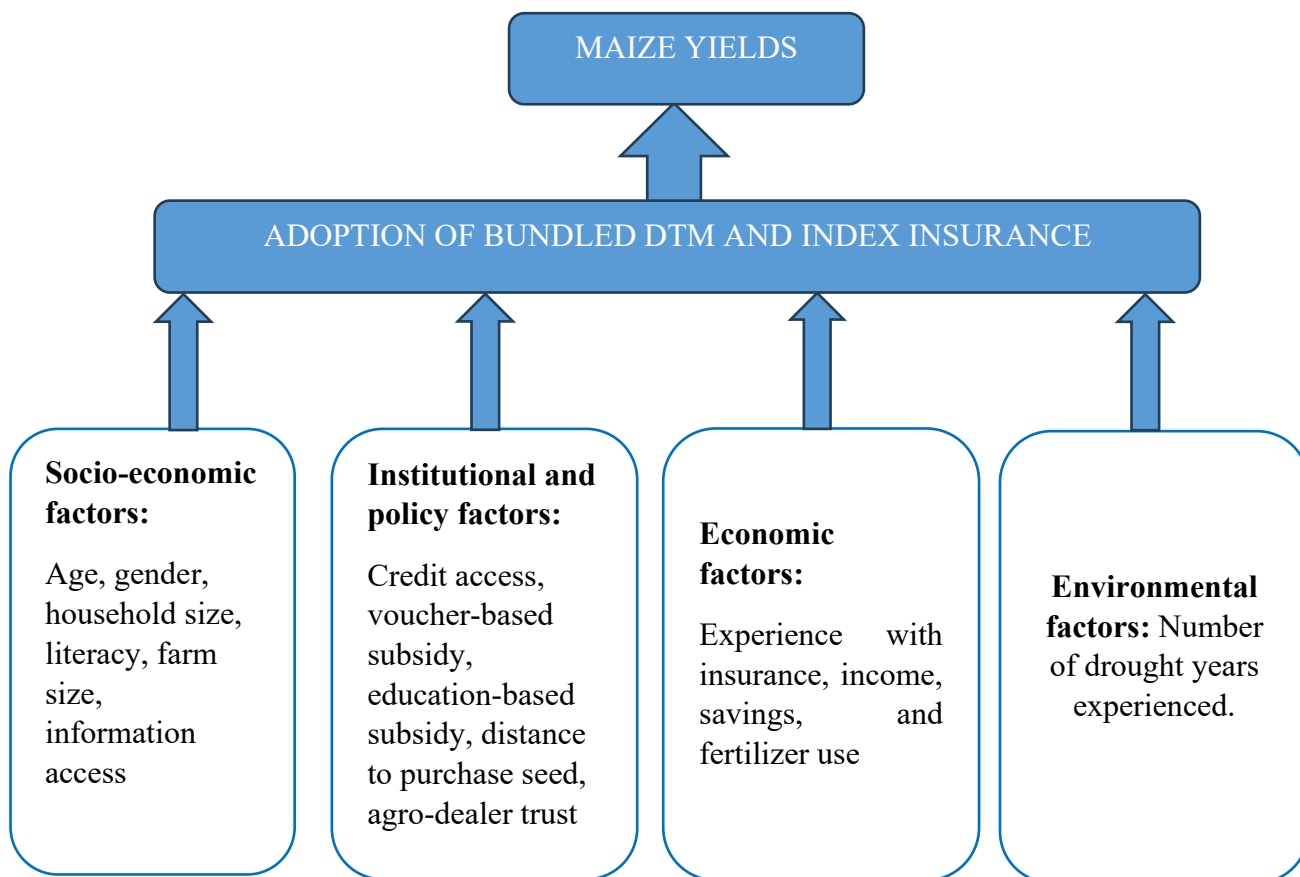 MAIZE YIELDS
ADOPTION OF BUNDLED DTM AND INDEX INSURANCE
Socio-economic
factors:
Age, gender,
household size,
literacy, farm
size,
information
access
Institutional and
policy factors:
Credit access,
voucher-based
subsidy,
education-based
subsidy, distance
to purchase seed,
agro-dealer trust
Economic
factors:
Experience with
insurance, income,
savings, and
fertilizer use
Environmental
factors: Number
of drought years
experienced.